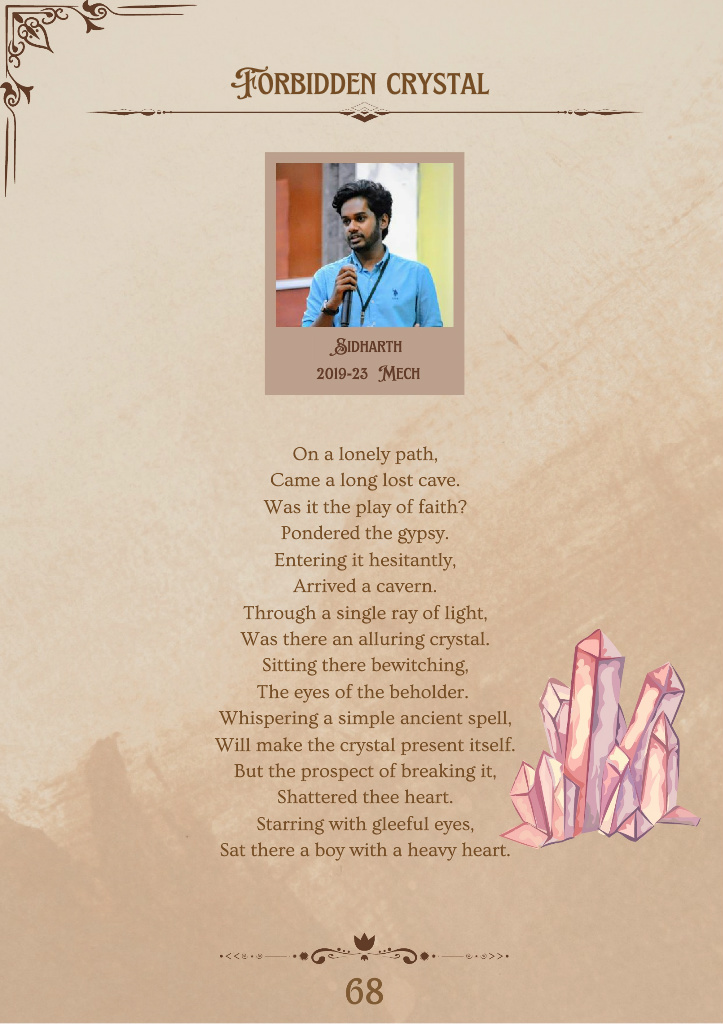 Forbidden crystal
Sidharth
2019-23 Mech
On a lonely path,
Came a long lost cave.
Was it the play of faith?
Pondered the gypsy.
Entering it hesitantly,
Arrived a cavern.
Through a single ray of light,
Was there an alluring crystal.
Sitting there bewitching,
The eyes of the beholder.
Whispering a simple ancient spell,
Will make the crystal present itself.
But the prospect of breaking it,
Shattered thee heart.
Starring with gleeful eyes,
Sat there a boy with a heavy heart.
68